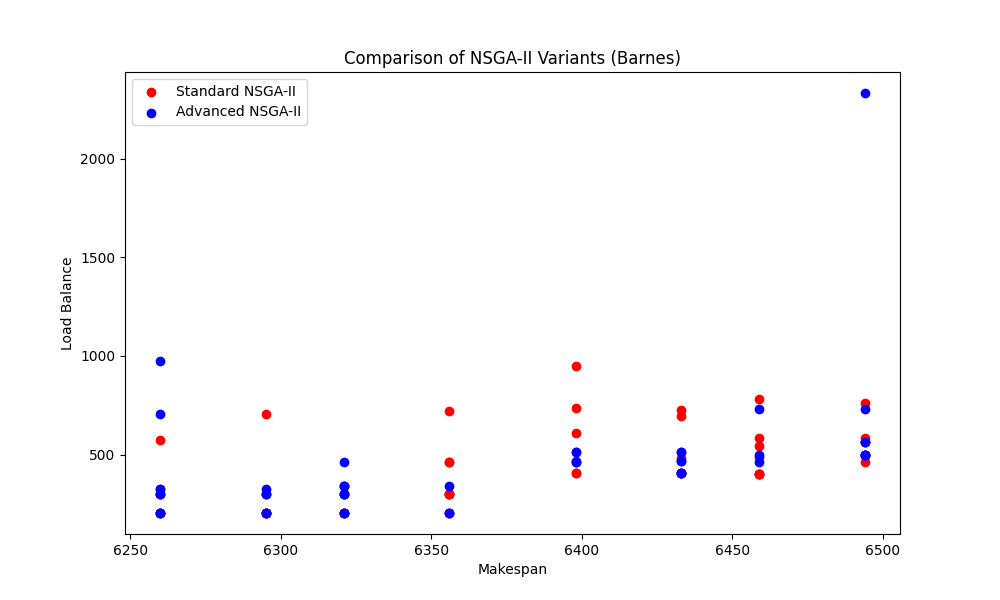 Comparison of NSGA-II Variants (Barnes)
Standard NSGA-II
Advanced NSGA-II
2000
1500
1000
500
Load Balance
6250 6300 6350 6400 6450 6500
Makespan